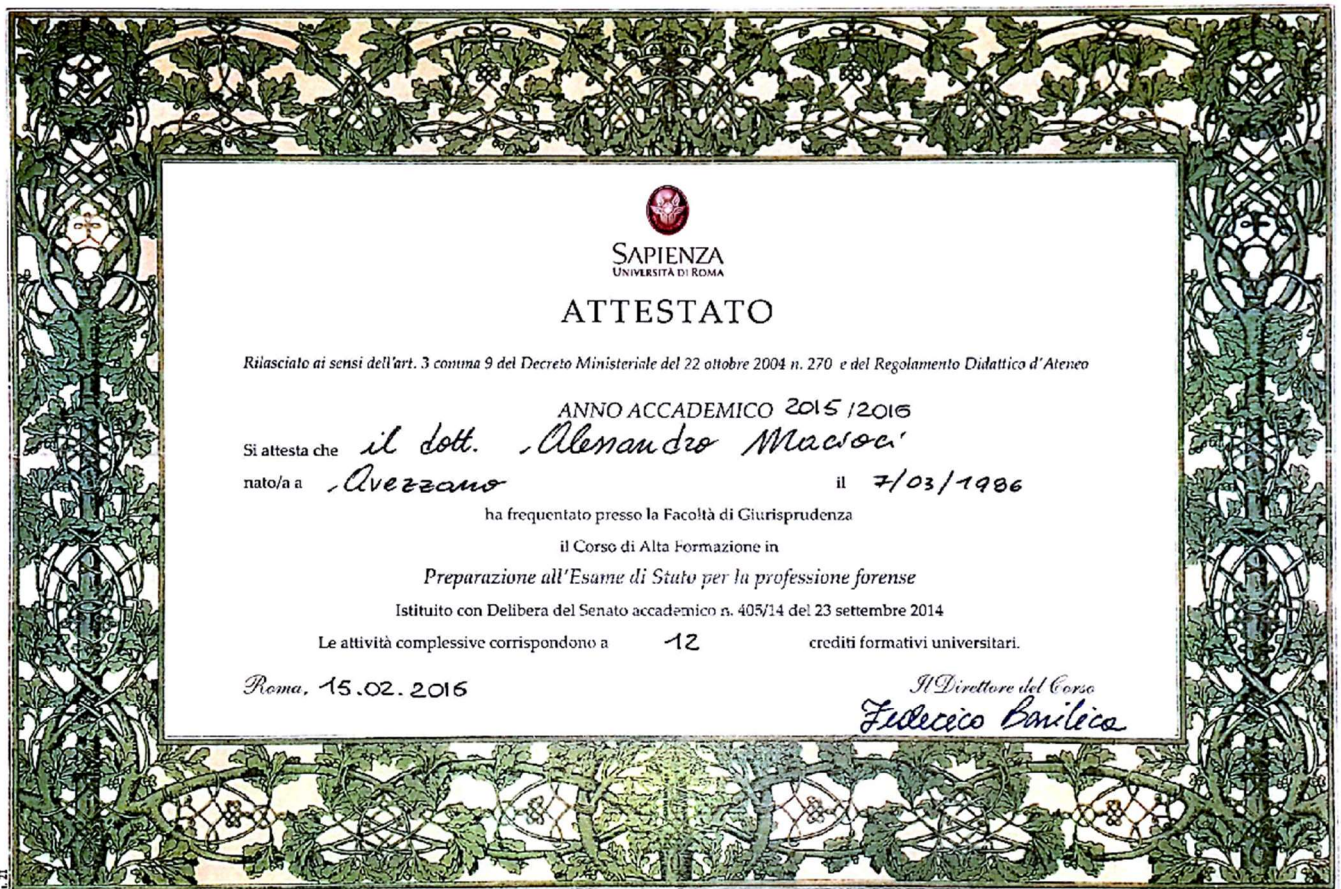 SAPIENZA
UNIVERSITÀ DI ROMA
ATTESTATO
Rilasciato ai sensi dell'art. 3 comma 9 del Decreto Ministeriale del 22 ottobre 2004 n. 270 e del Regolamento Didattico d'Ateneo
ANNO ACCADEMICO 2015/2016
Si attesta che il dott. Alessandro Macioci
nato/a a Avezzano il 7/03/1986
ha frequentato presso la Facoltà di Giurisprudenza
il Corso di Alta Formazione in
Preparazione all'Esame di Stato per la professione forense
Istituito con Delibera del Senato accademico n. 405/14 del 23 settembre 2014
Le attività complessive corrispondono a 12 crediti formativi universitari.
Roma, 15.02.2016
Il Direttore del Corso
Federico Basilica